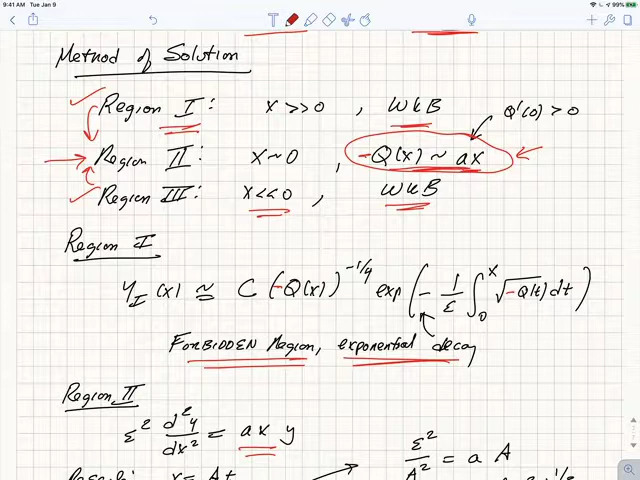 9:41 AM Tue Jan 9
99%
Method of Solution
Region I: x >> 0 , WKB
Q'(0) > 0
Region II: x ~ 0 , -Q(x) ~ ax
Region III: x << 0 , WKB
Region I
y_I(x) ≃ C (-Q(x))^{-1/4} exp(- 1/ε ∫_0^x √(-Q(t)) dt)
FORBIDDEN Region, exponential decay
Region II
ε² d²y/dx² = ax y
ε²/A² = a A
x = At